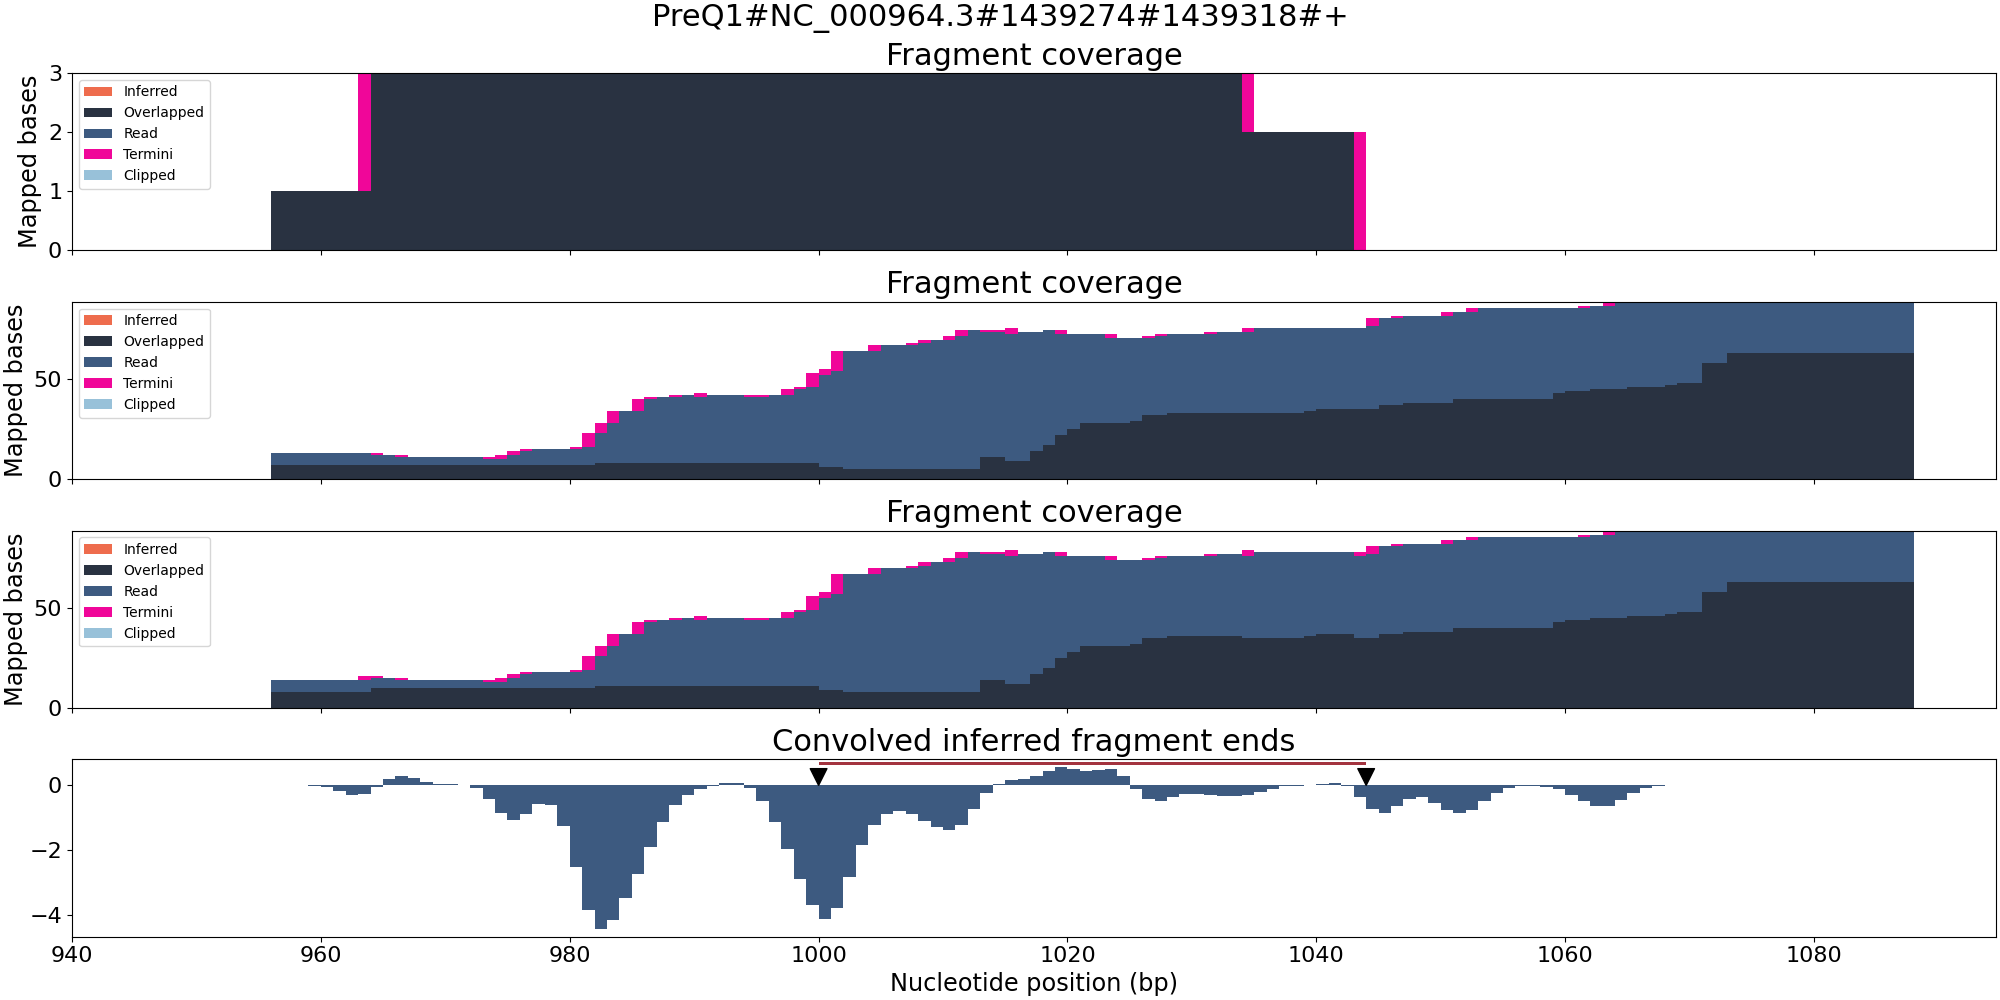 PreQ1#NC_000964.3#1439274#1439318#+
Fragment coverage
Mapped bases
3
2
1
0
Inferred
Overlapped
Read
Termini
Clipped
Fragment coverage
Mapped bases
50
0
Inferred
Overlapped
Read
Termini
Clipped
Fragment coverage
Mapped bases
50
0
Inferred
Overlapped
Read
Termini
Clipped
Convolved inferred fragment ends
0
−2
−4
940 960 980 1000 1020 1040 1060 1080
Nucleotide position (bp)